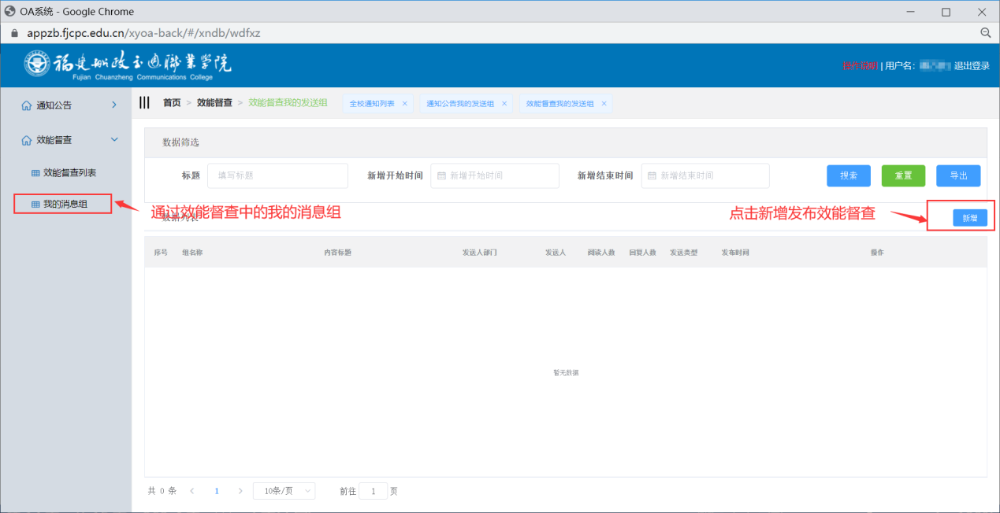 OA系统 - Google Chrome
appzb.fjcpc.edu.cn/xyoa-back/#/xndb/wdfxz
福建船政交通職業学院
Fujian Chuanzheng Communications College
操作说明 | 用户名: 退出登录
通知公告
效能督查
效能督查列表
我的消息组
首页 > 效能督查 > 效能督查我的发送组
全校通知列表 × 通知公告我的发送组 × 效能督查我的发送组 ×
数据筛选
标题 填写标题 新增开始时间 新增开始时间 新增结束时间 新增结束时间 搜索 重置 导出
通过效能督查中的我的消息组
数据列表
点击新增发布效能督查
新增
序号 组名称 内容标题 发送人部门 发送人 阅读人数 回复人数 发送类型 发布时间 操作
暂无数据
共 0 条 < 1 > 10条/页 前往 1 页